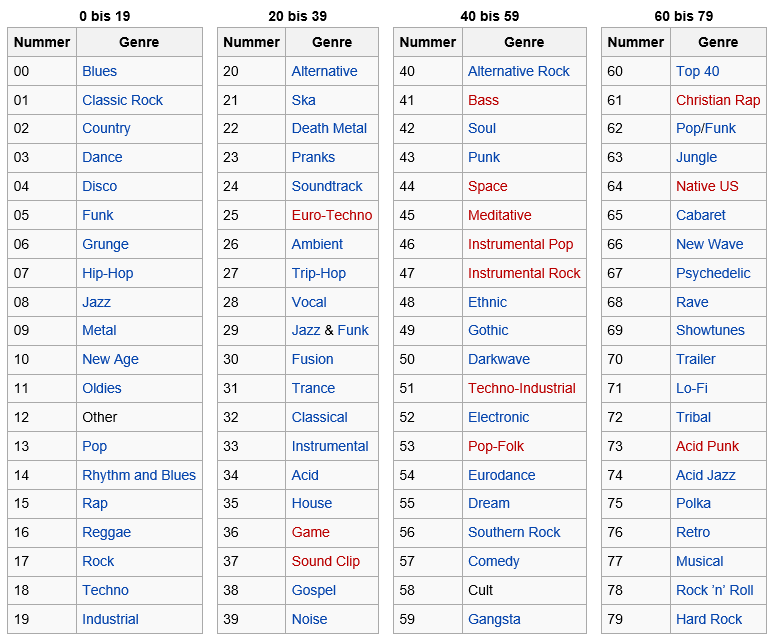 0 bis 19
Nummer Genre
00 Blues
01 Classic Rock
02 Country
03 Dance
04 Disco
05 Funk
06 Grunge
07 Hip-Hop
08 Jazz
09 Metal
10 New Age
11 Oldies
12 Other
13 Pop
14 Rhythm and Blues
15 Rap
16 Reggae
17 Rock
18 Techno
19 Industrial
20 bis 39
Nummer Genre
20 Alternative
21 Ska
22 Death Metal
23 Pranks
24 Soundtrack
25 Euro-Techno
26 Ambient
27 Trip-Hop
28 Vocal
29 Jazz & Funk
30 Fusion
31 Trance
32 Classical
33 Instrumental
34 Acid
35 House
36 Game
37 Sound Clip
38 Gospel
39 Noise
40 bis 59
Nummer Genre
40 Alternative Rock
41 Bass
42 Soul
43 Punk
44 Space
45 Meditative
46 Instrumental Pop
47 Instrumental Rock
48 Ethnic
49 Gothic
50 Darkwave
51 Techno-Industrial
52 Electronic
53 Pop-Folk
54 Eurodance
55 Dream
56 Southern Rock
57 Comedy
58 Cult
59 Gangsta
60 bis 79
Nummer Genre
60 Top 40
61 Christian Rap
62 Pop/Funk
63 Jungle
64 Native US
65 Cabaret
66 New Wave
67 Psychedelic
68 Rave
69 Showtunes
70 Trailer
71 Lo-Fi
72 Tribal
73 Acid Punk
74 Acid Jazz
75 Polka
76 Retro
77 Musical
78 Rock ’n’ Roll
79 Hard Rock